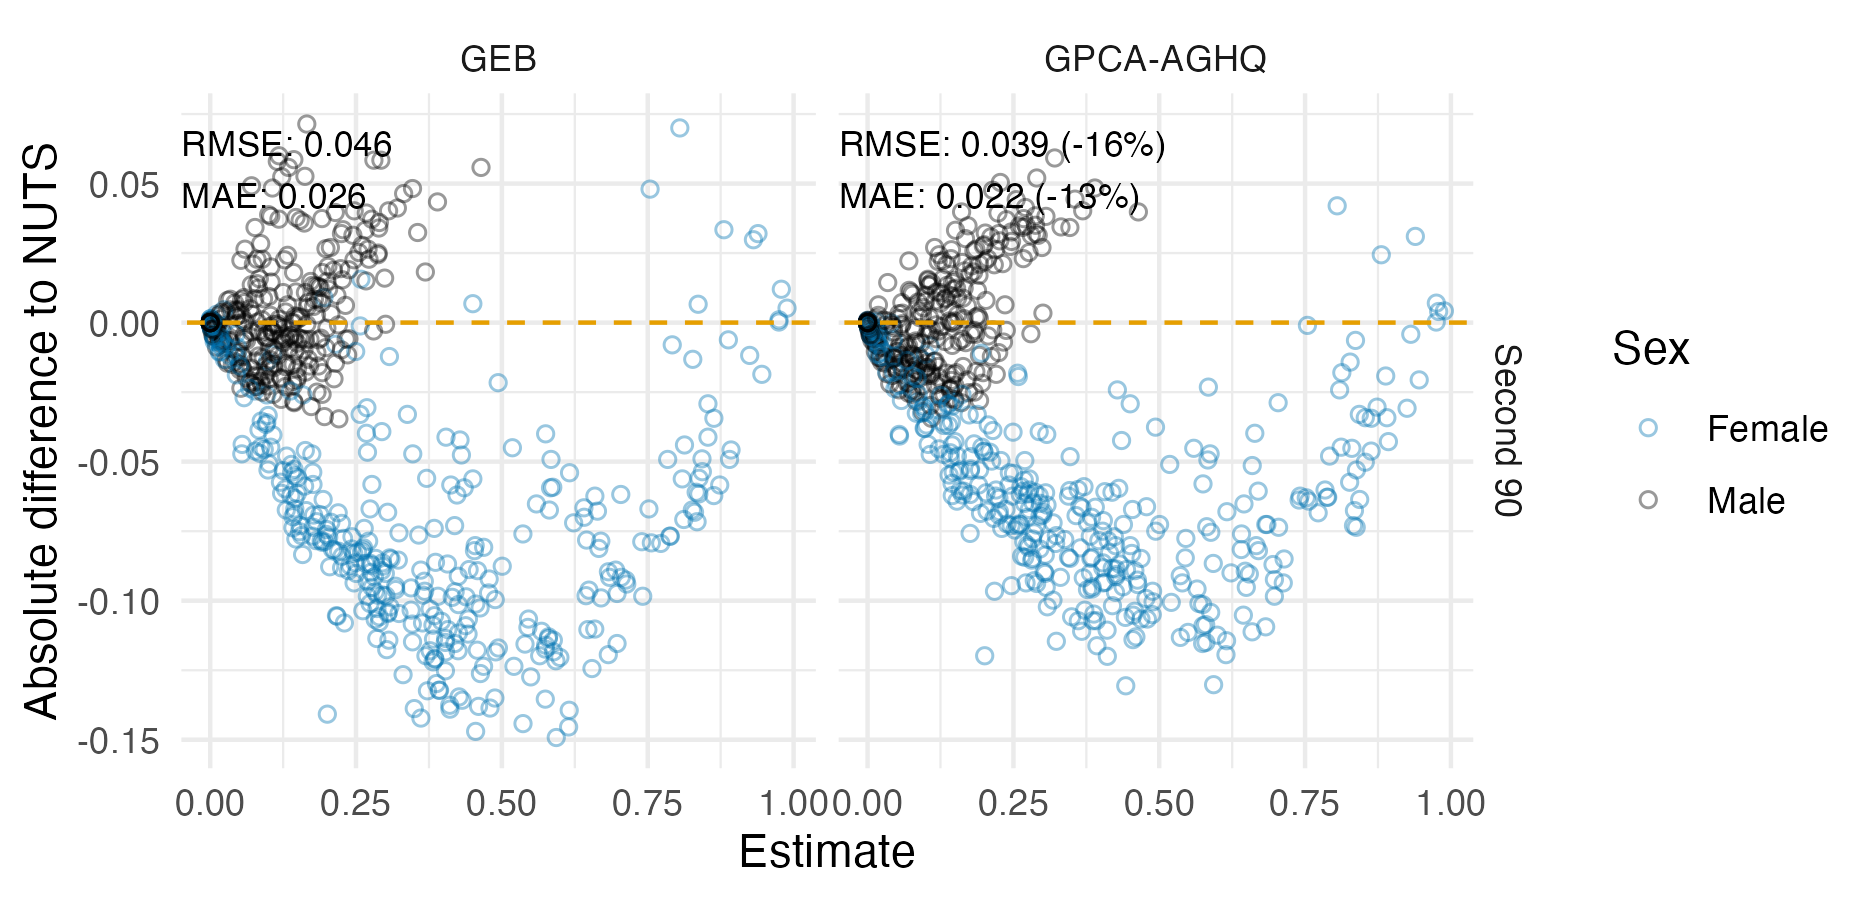 GEB
GPCA-AGHQ
RMSE: 0.046
MAE: 0.026
RMSE: 0.039 (-16%)
MAE: 0.022 (-13%)
Absolute difference to NUTS
0.05
0.00
-0.05
-0.10
-0.15
0.00 0.25 0.50 0.75 1.00
0.00 0.25 0.50 0.75 1.00
Estimate
Second 90
Sex
Female
Male